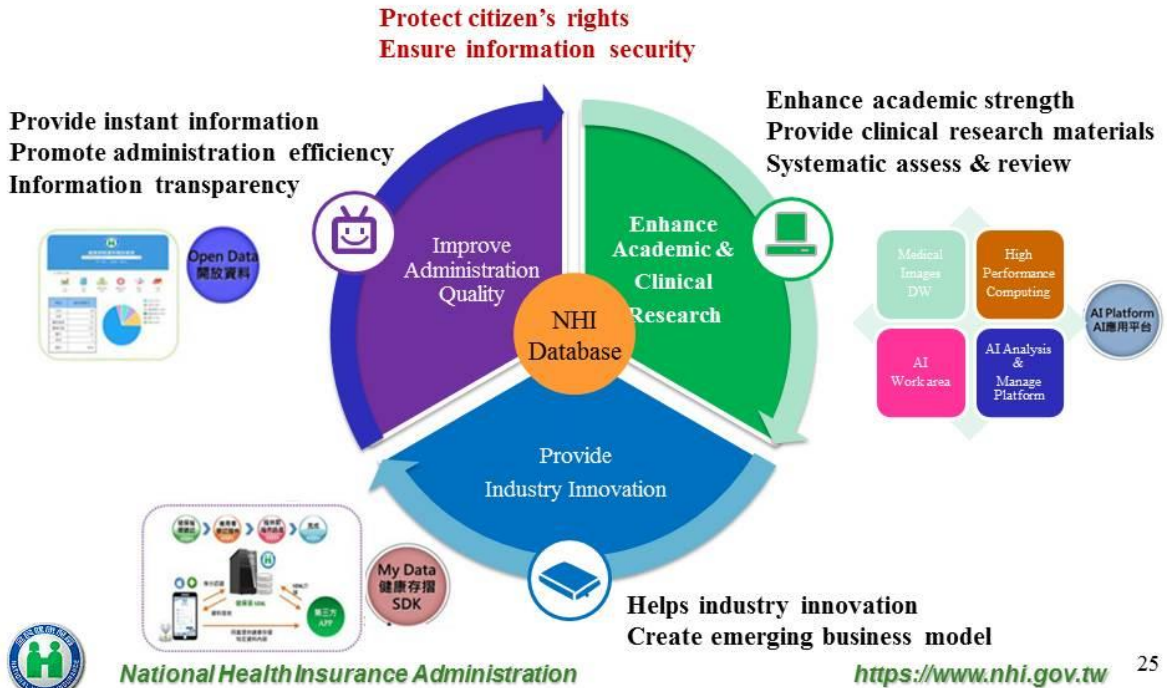 Protect citizen's rights
Ensure information security
Provide instant information
Promote administration efficiency
Information transparency
Enhance academic strength
Provide clinical research materials
Systematic assess & review
Open Data
開放資料
Improve
Administration
Quality
Enhance
Academic &
Clinical
Research
NHI
Database
Medical
Images
DW
High
Performance
Computing
AI
Work area
AI Analysis
&
Manage
Platform
AI Platform
AI應用平台
Provide
Industry Innovation
My Data
健康存摺
SDK
第三方
APP
Helps industry innovation
Create emerging business model
National Health Insurance Administration
https://www.nhi.gov.tw
25